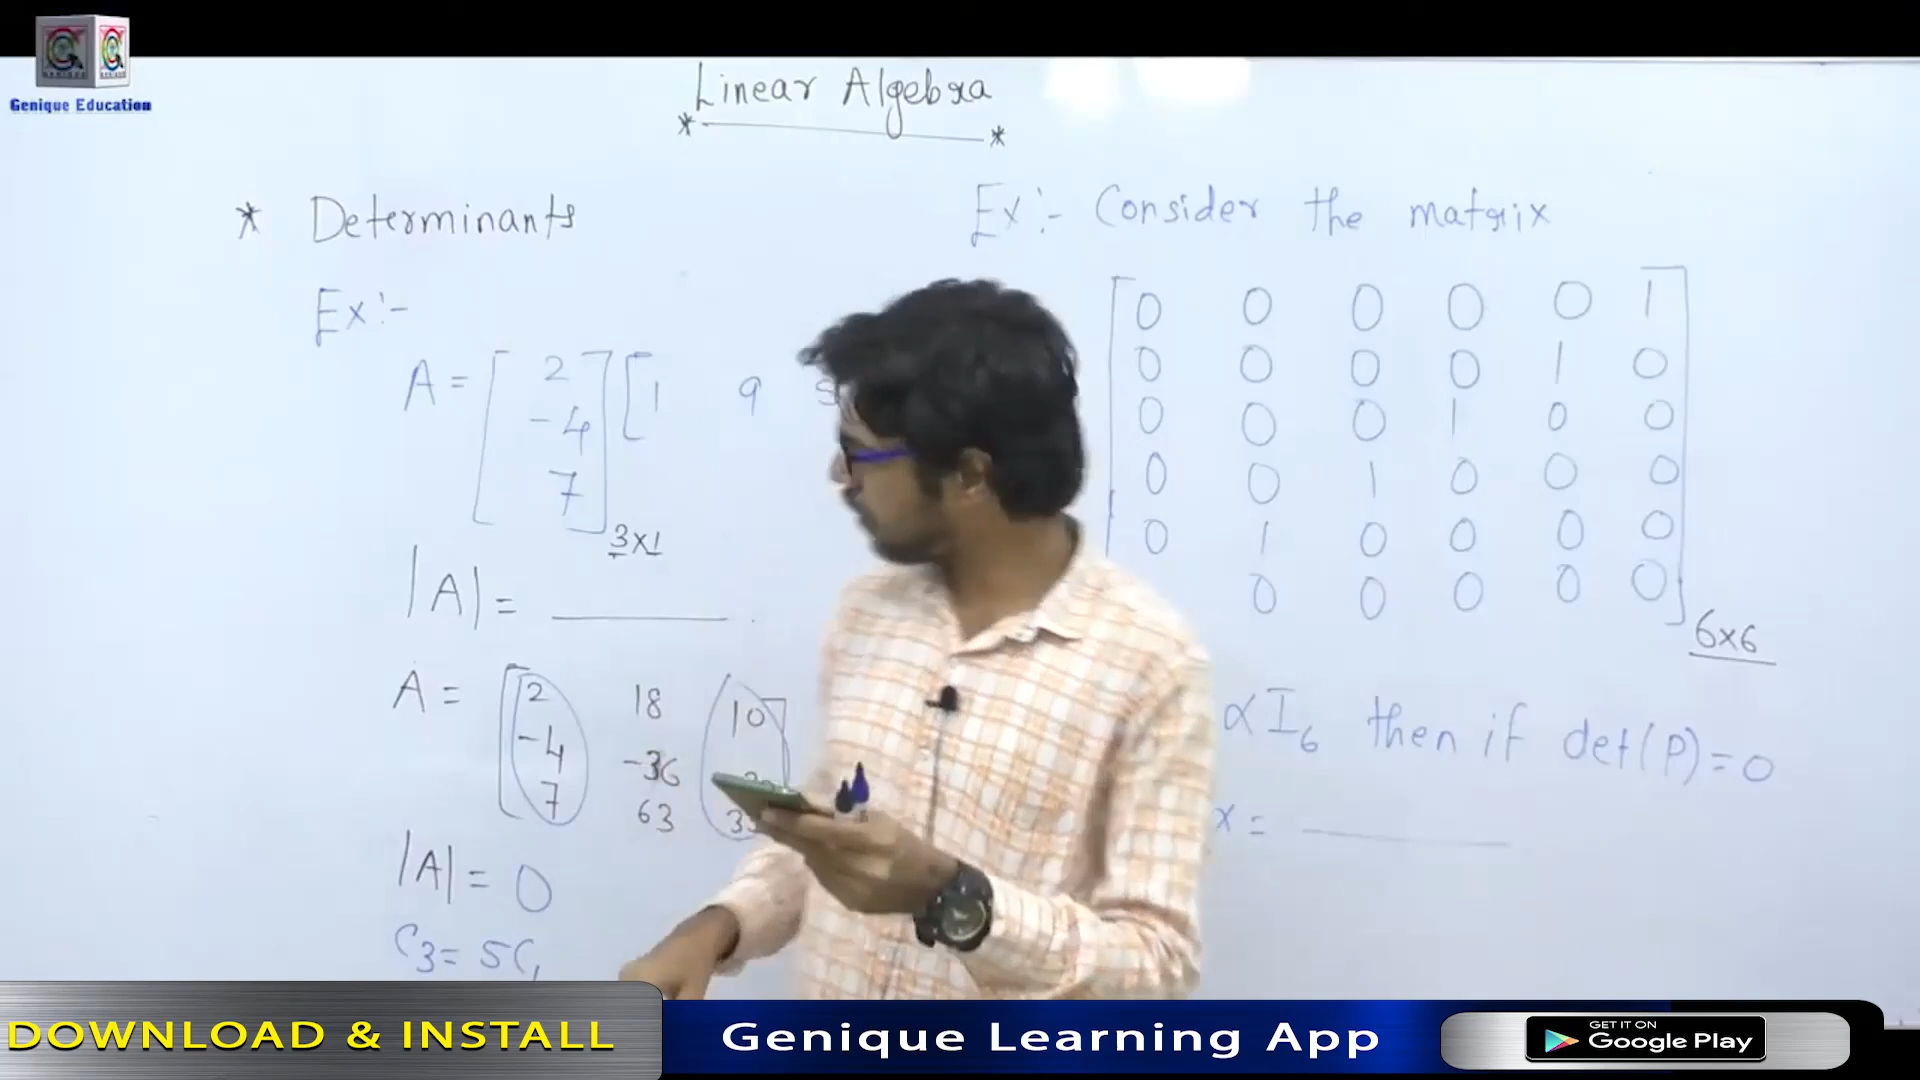 GENIQUE GENIQUE
Genique Education
Linear Algebra
* *
* Determinants
Ex:-
A = [ 2 ] [ 1 9
-4
7
3x1
|A| =
A = [ 2 18 10 ]
-4 -36
7 63
|A| = 0
C3 = 5C1
Ex:- Consider the matrix
0 0 0 0 0 1
0 0 0 0 1 0
0 0 0 1 0 0
0 0 1 0 0 0
0 1 0 0 0 0
0 0 0 0 0
6x6
αI6 then if det(P) = 0
=
DOWNLOAD & INSTALL
Genique Learning App
GET IT ON
Google Play